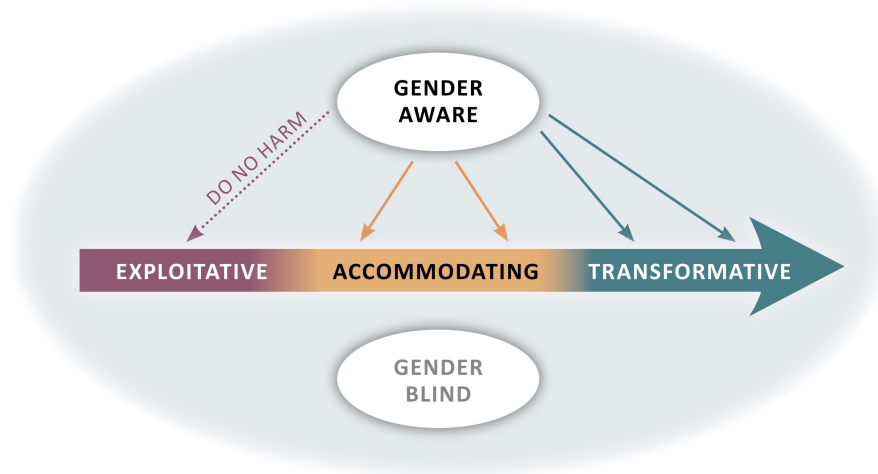 GENDER
AWARE
DO NO HARM
EXPLOITATIVE
ACCOMMODATING
TRANSFORMATIVE
GENDER
BLIND